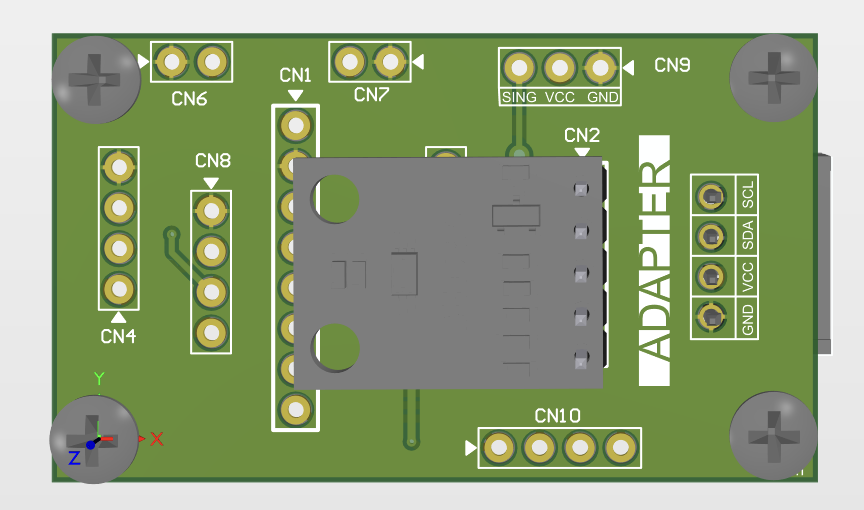 CN6
CN7
CN1
CN9
SING VCC GND
CN2
CN8
CN4
ADAPTER
SCL
SDA
VCC
GND
CN10
Y
X
Z